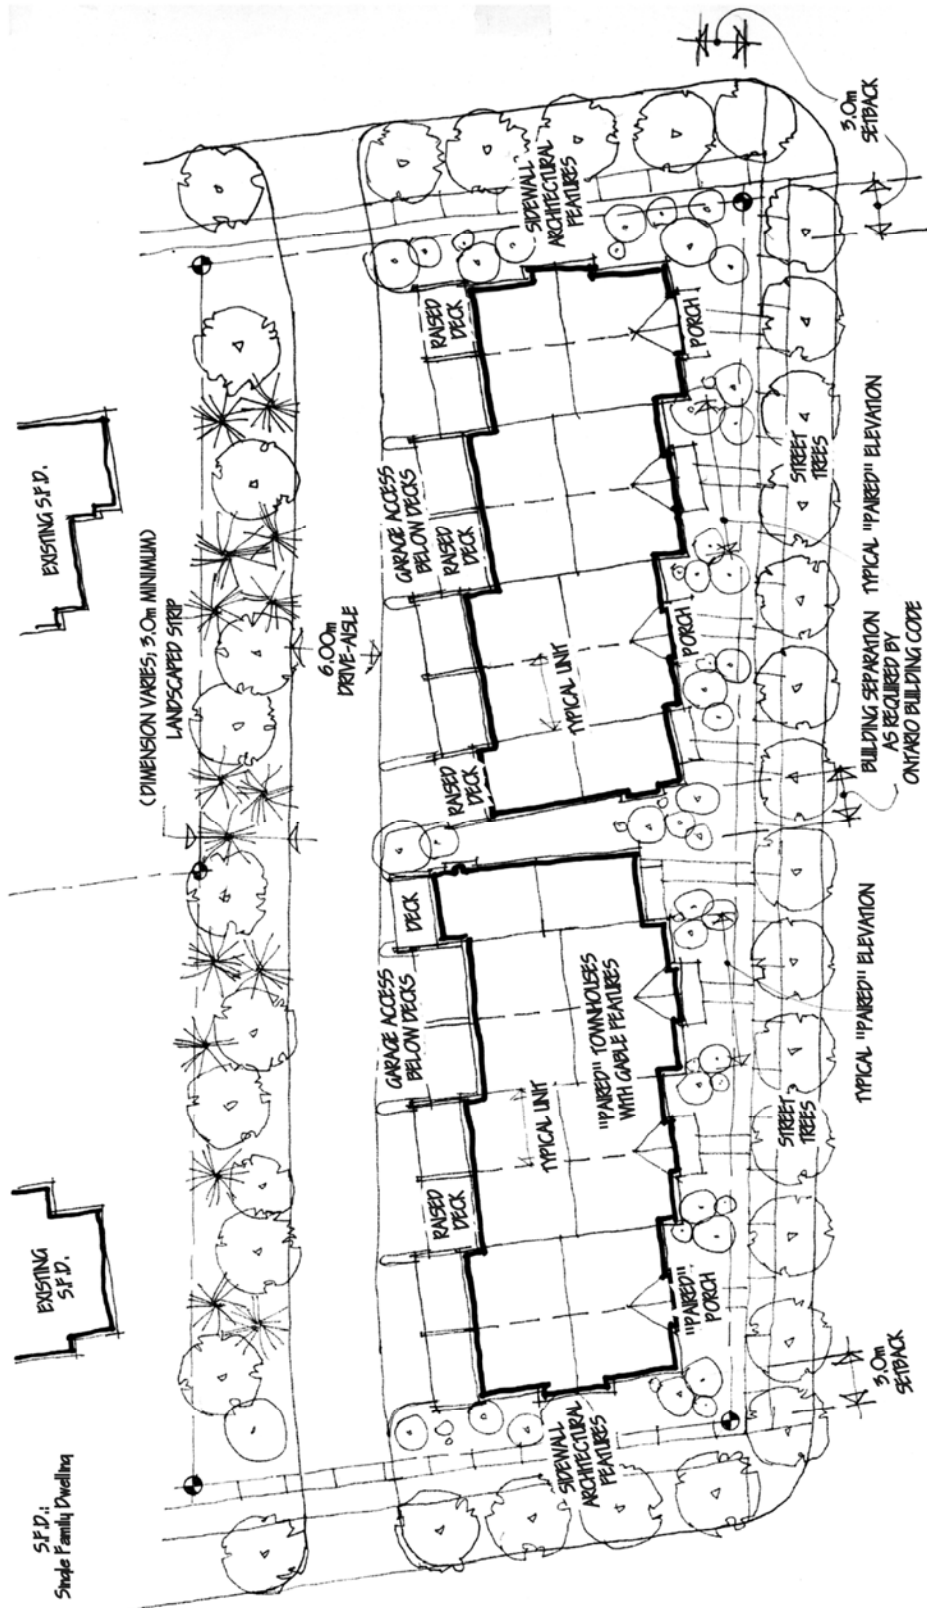 S.F.D.:
Single Family Dwelling
EXISTING
S.F.D.
EXISTING S.F.D.
(DIMENSION VARIES; 3.0m MINIMUM)
LANDSCAPED STRIP
6.00m
DRIVE-AISLE
GARAGE ACCESS
BELOW DECKS
GARAGE ACCESS
BELOW DECKS
RAISED
DECK
DECK
RAISED
DECK
RAISED
DECK
RAISED
DECK
SIDEWALL
ARCHITECTURAL
FEATURES
SIDEWALL
ARCHITECTURAL
FEATURES
TYPICAL UNIT
TYPICAL UNIT
"PAIRED" TOWNHOUSES
WITH GABLE FEATURES
"PAIRED"
PORCH
PORCH
PORCH
STREET
TREES
STREET
TREES
3.0m
SETBACK
3.0m
SETBACK
TYPICAL "PAIRED" ELEVATION
BUILDING SEPARATION
AS REQUIRED BY
ONTARIO BUILDING CODE
TYPICAL "PAIRED" ELEVATION